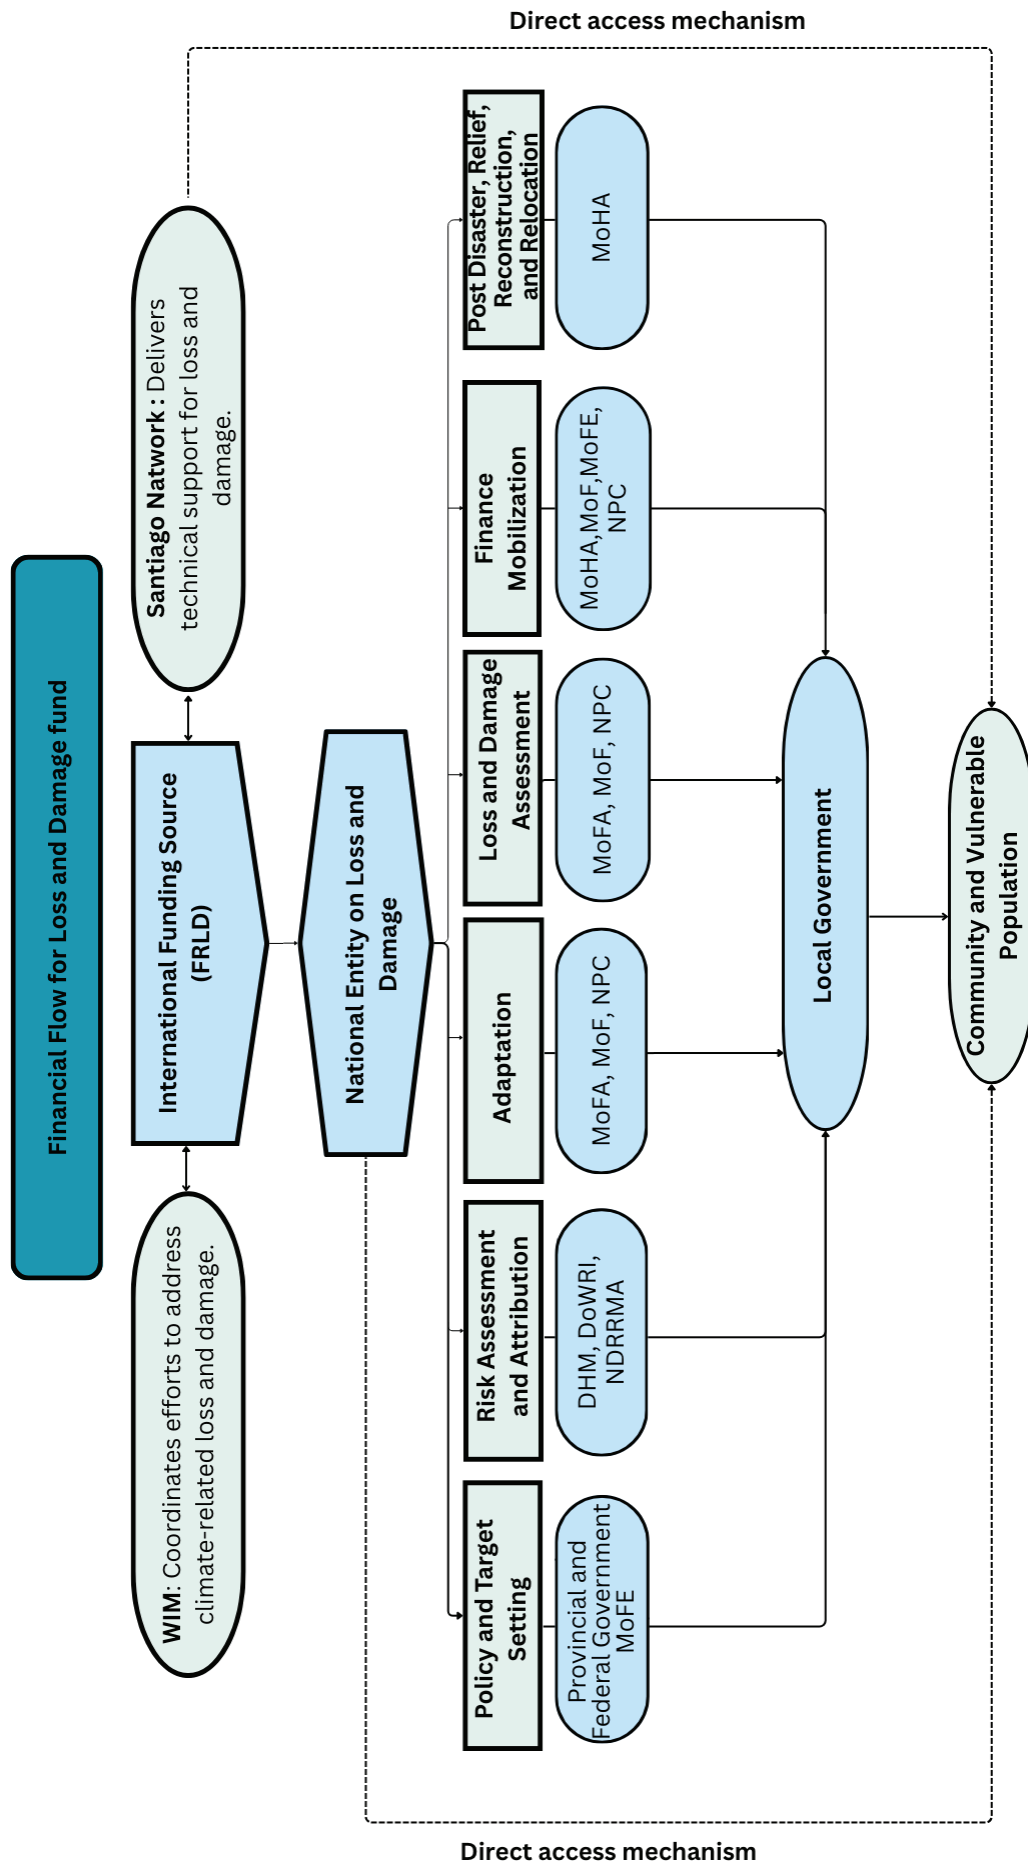 Financial Flow for Loss and Damage fund
Direct access mechanism
WIM: Coordinates efforts to address
climate-related loss and damage.
International Funding Source
(FRLD)
Santiago Natwork : Delivers
technical support for loss and
damage.
National Entity on Loss and
Damage
Policy and Target
Setting
Risk Assessment
and Attribution
Adaptation
Loss and Damage
Assessment
Finance
Mobilization
Post Disaster, Relief,
Reconstruction,
and Relocation
Provincial and
Federal Government
MoFE
DHM, DoWRI,
NDRRMA
MoFA, MoF, NPC
MoFA, MoF, NPC
MoHA,MoF,MoFE,
NPC
MoHA
Local Government
Community and Vulnerable
Population
Direct access mechanism